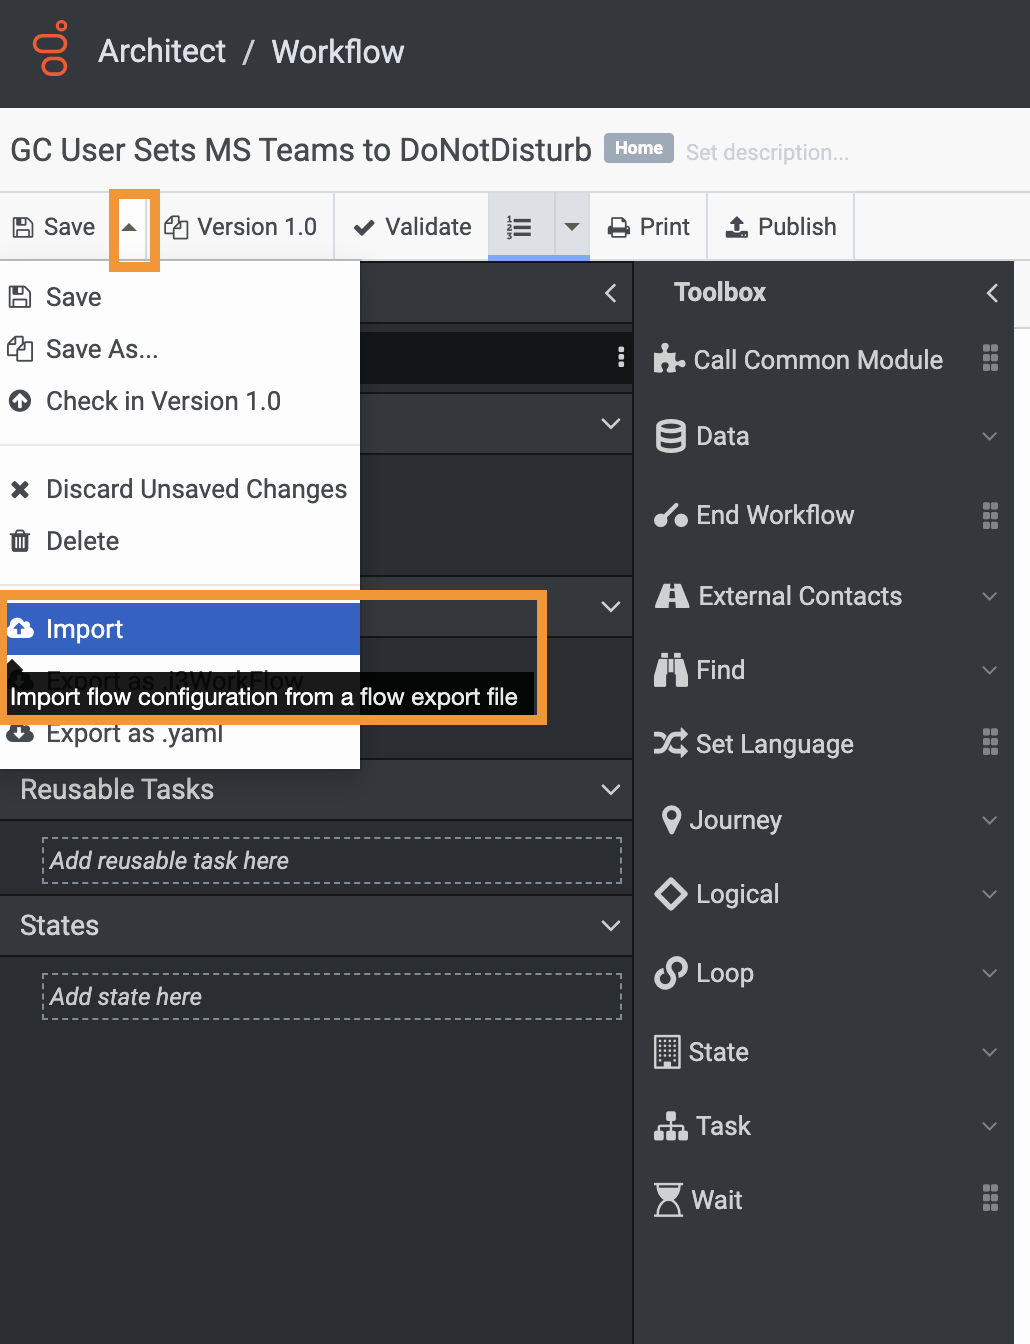 Architect / Workflow
GC User Sets MS Teams to DoNotDisturb Home Set description...
Save Version 1.0 Validate Print Publish
Save
Save As...
Check in Version 1.0
Discard Unsaved Changes
Delete
Import
Export as .i3WorkFlow
Import flow configuration from a flow export file
Export as .yaml
Reusable Tasks
Add reusable task here
States
Add state here
Toolbox
Call Common Module
Data
End Workflow
External Contacts
Find
Set Language
Journey
Logical
Loop
State
Task
Wait